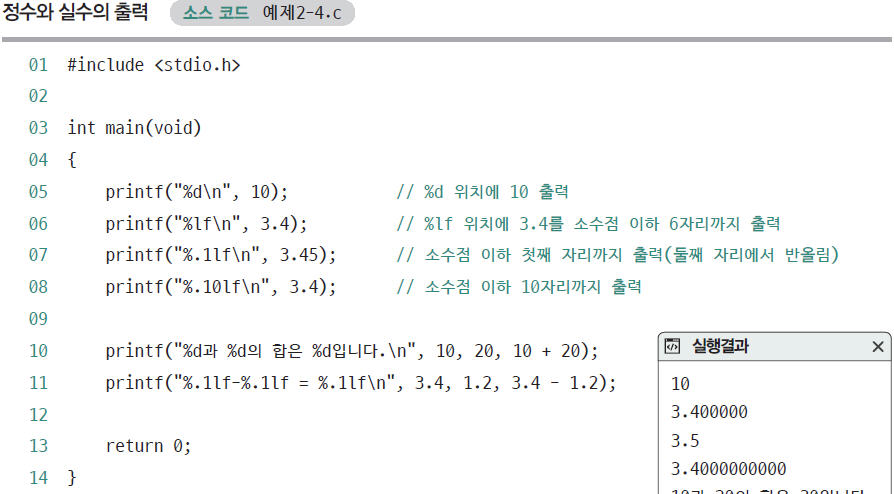 정수와 실수의 출력 소스 코드 예제2-4.c
01 #include <stdio.h>
02
03 int main(void)
04 {
05 printf("%d\n", 10); // %d 위치에 10 출력
06 printf("%lf\n", 3.4); // %lf 위치에 3.4를 소수점 이하 6자리까지 출력
07 printf("%.1lf\n", 3.45); // 소수점 이하 첫째 자리까지 출력(둘째 자리에서 반올림)
08 printf("%.10lf\n", 3.4); // 소수점 이하 10자리까지 출력
09
10 printf("%d과 %d의 합은 %d입니다.\n", 10, 20, 10 + 20);
11 printf("%.1lf-%.1lf = %.1lf\n", 3.4, 1.2, 3.4 - 1.2);
12
13 return 0;
14 }
실행결과
10
3.400000
3.5
3.4000000000